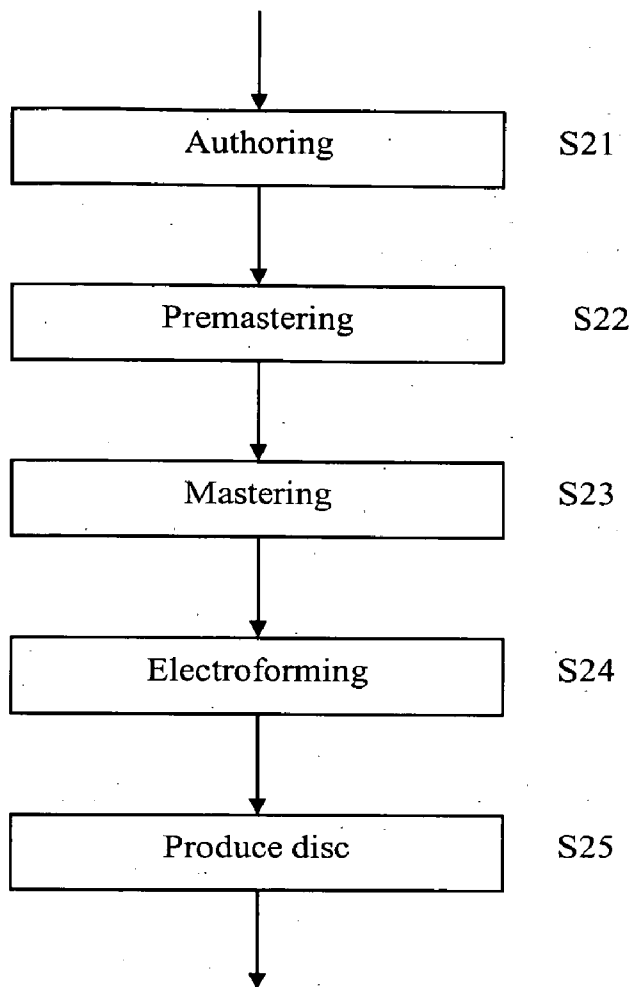 Authoring S21
Premastering S22
Mastering S23
Electroforming S24
Produce disc S25